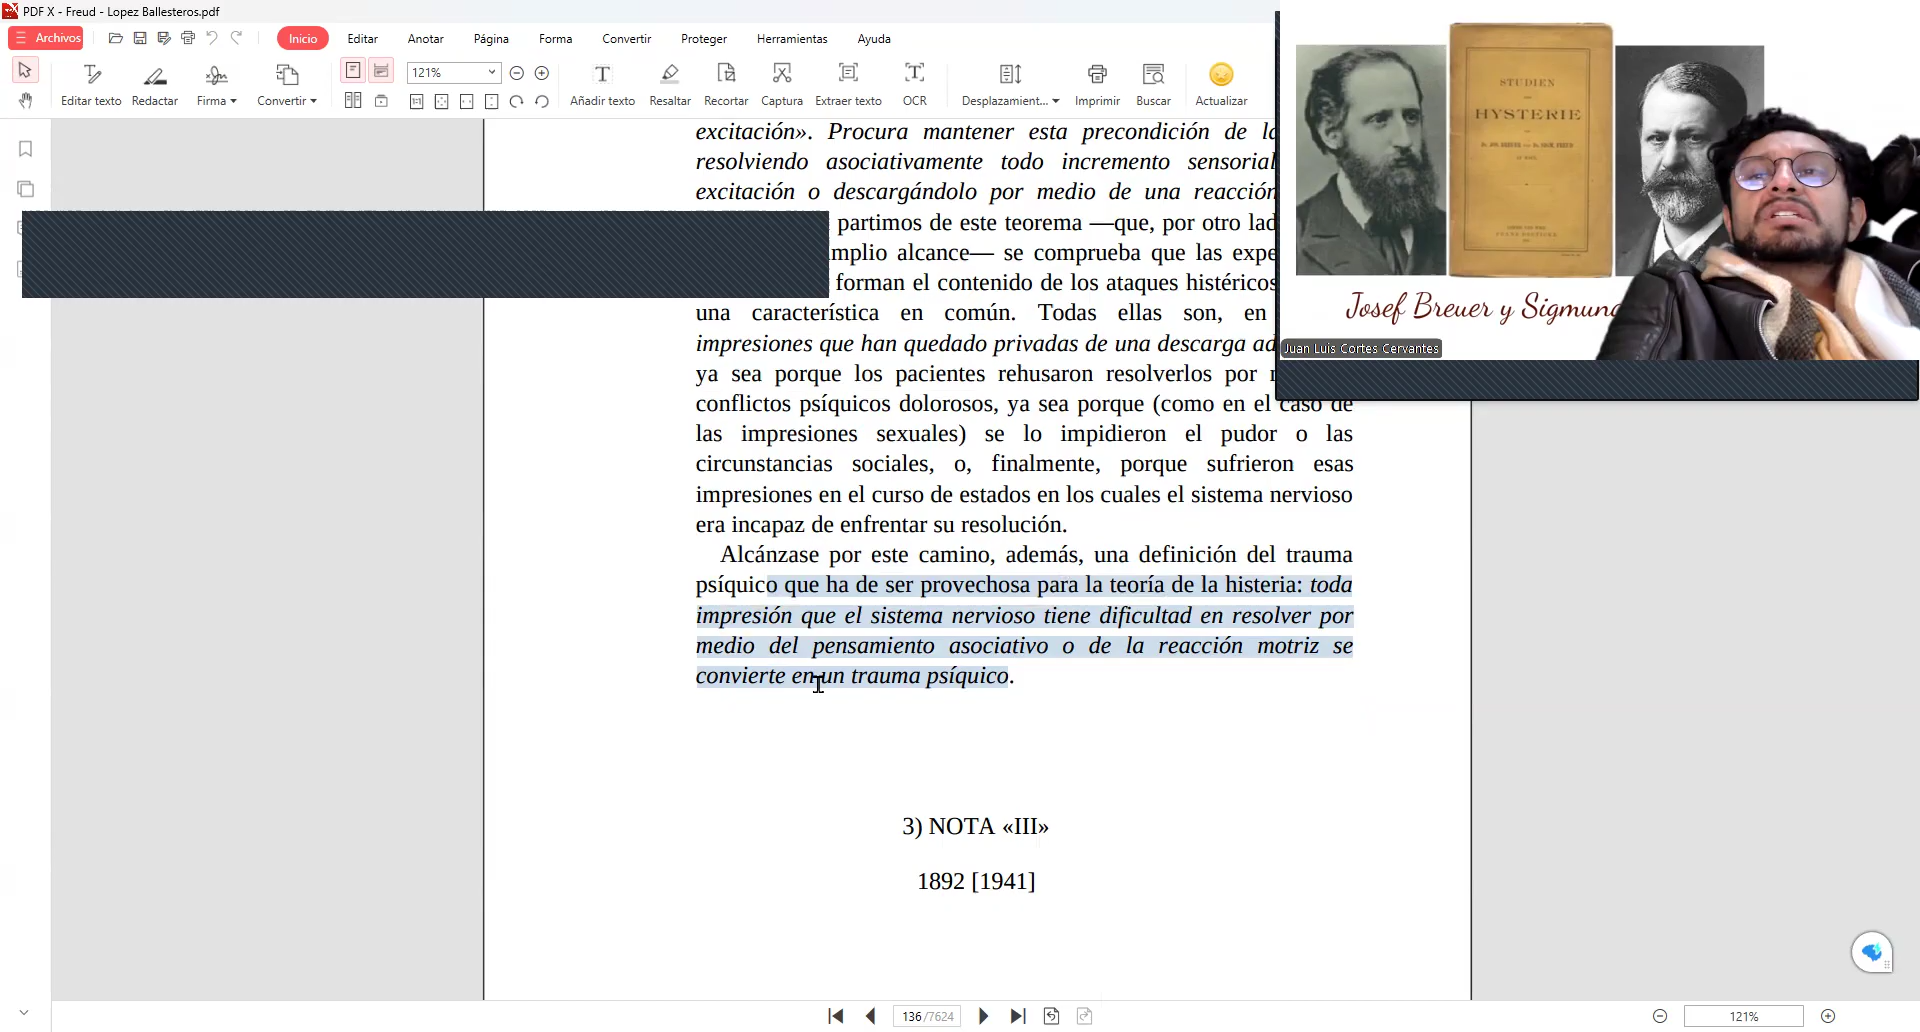 PDF X - Freud - Lopez Ballesteros.pdf
Archivos
Inicio
Editar
Anotar
Página
Forma
Convertir
Proteger
Herramientas
Ayuda
Editar texto
Redactar
Firma
Convertir
121%
Añadir texto
Resaltar
Recortar
Captura
Extraer texto
OCR
Desplazamient...
Imprimir
Buscar
Actualizar
excitación». Procura mantener esta precondición de
resolviendo asociativamente todo incremento sensorial
excitación o descargándolo por medio de una reacción
partimos de este teorema —que, por otro
alcance— se comprueba que las
forman el contenido de los ataques histéricos
una característica en común. Todas ellas son, en
impresiones que han quedado privadas de una descarga
ya sea porque los pacientes rehusaron resolverlos por
conflictos psíquicos dolorosos, ya sea porque (como en el caso de
las impresiones sexuales) se lo impidieron el pudor o las
circunstancias sociales, o, finalmente, porque sufrieron esas
impresiones en el curso de estados en los cuales el sistema nervioso
era incapaz de enfrentar su resolución.
Alcánzase por este camino, además, una definición del trauma
psíquico que ha de ser provechosa para la teoría de la histeria: toda
impresión que el sistema nervioso tiene dificultad en resolver por
medio del pensamiento asociativo o de la reacción motriz se
convierte en un trauma psíquico.
3) NOTA «III»
1892 [1941]
STUDIEN
HYSTERIE
Josef Breuer y Sigmund
Juan Luis Cortes Cervantes
136/7624
121%